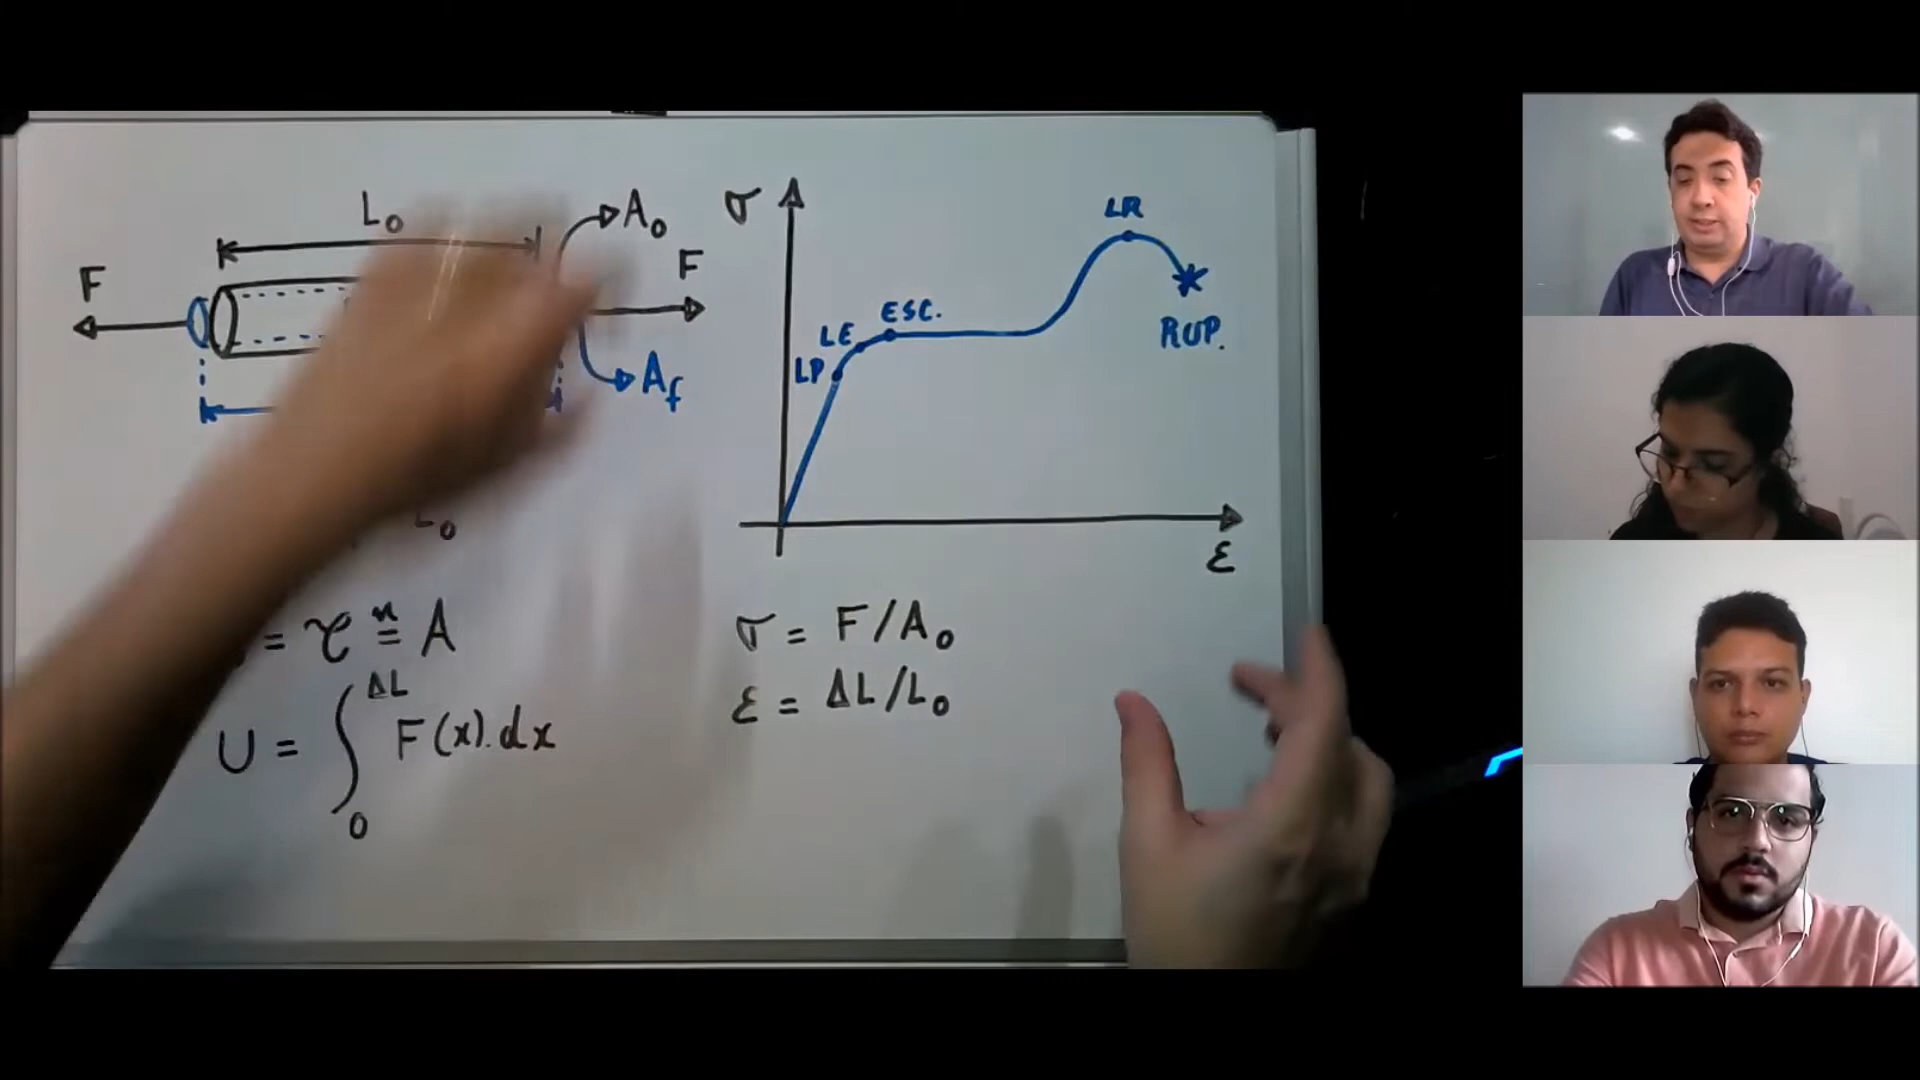 L₀
A₀
F
F
A_f
L₀
= τ ≝ A
U = ∫₀^ΔL F(x).dx
σ
LR
ESC.
LE
LP
RUP.
ε
σ = F/A₀
ε = ΔL/L₀